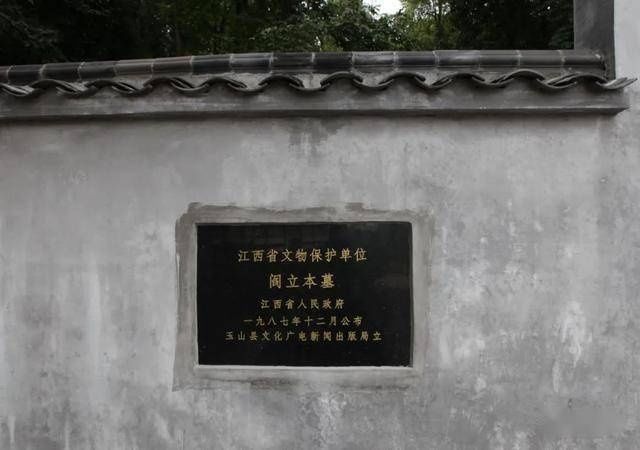 江西省文物保护单位
阎立本墓
江西省人民政府
一九八七年十二月公布
玉山县文化广电新闻出版局立